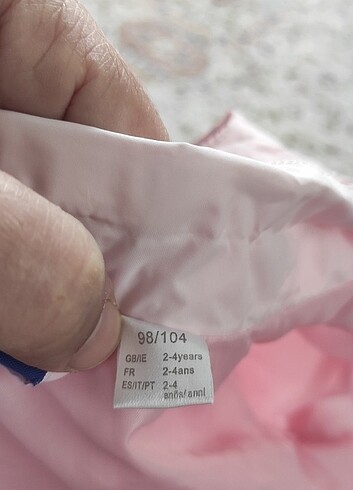 98/104
GB/IE 2-4years
FR 2-4ans
ES/IT/PT 2-4
años/ anni